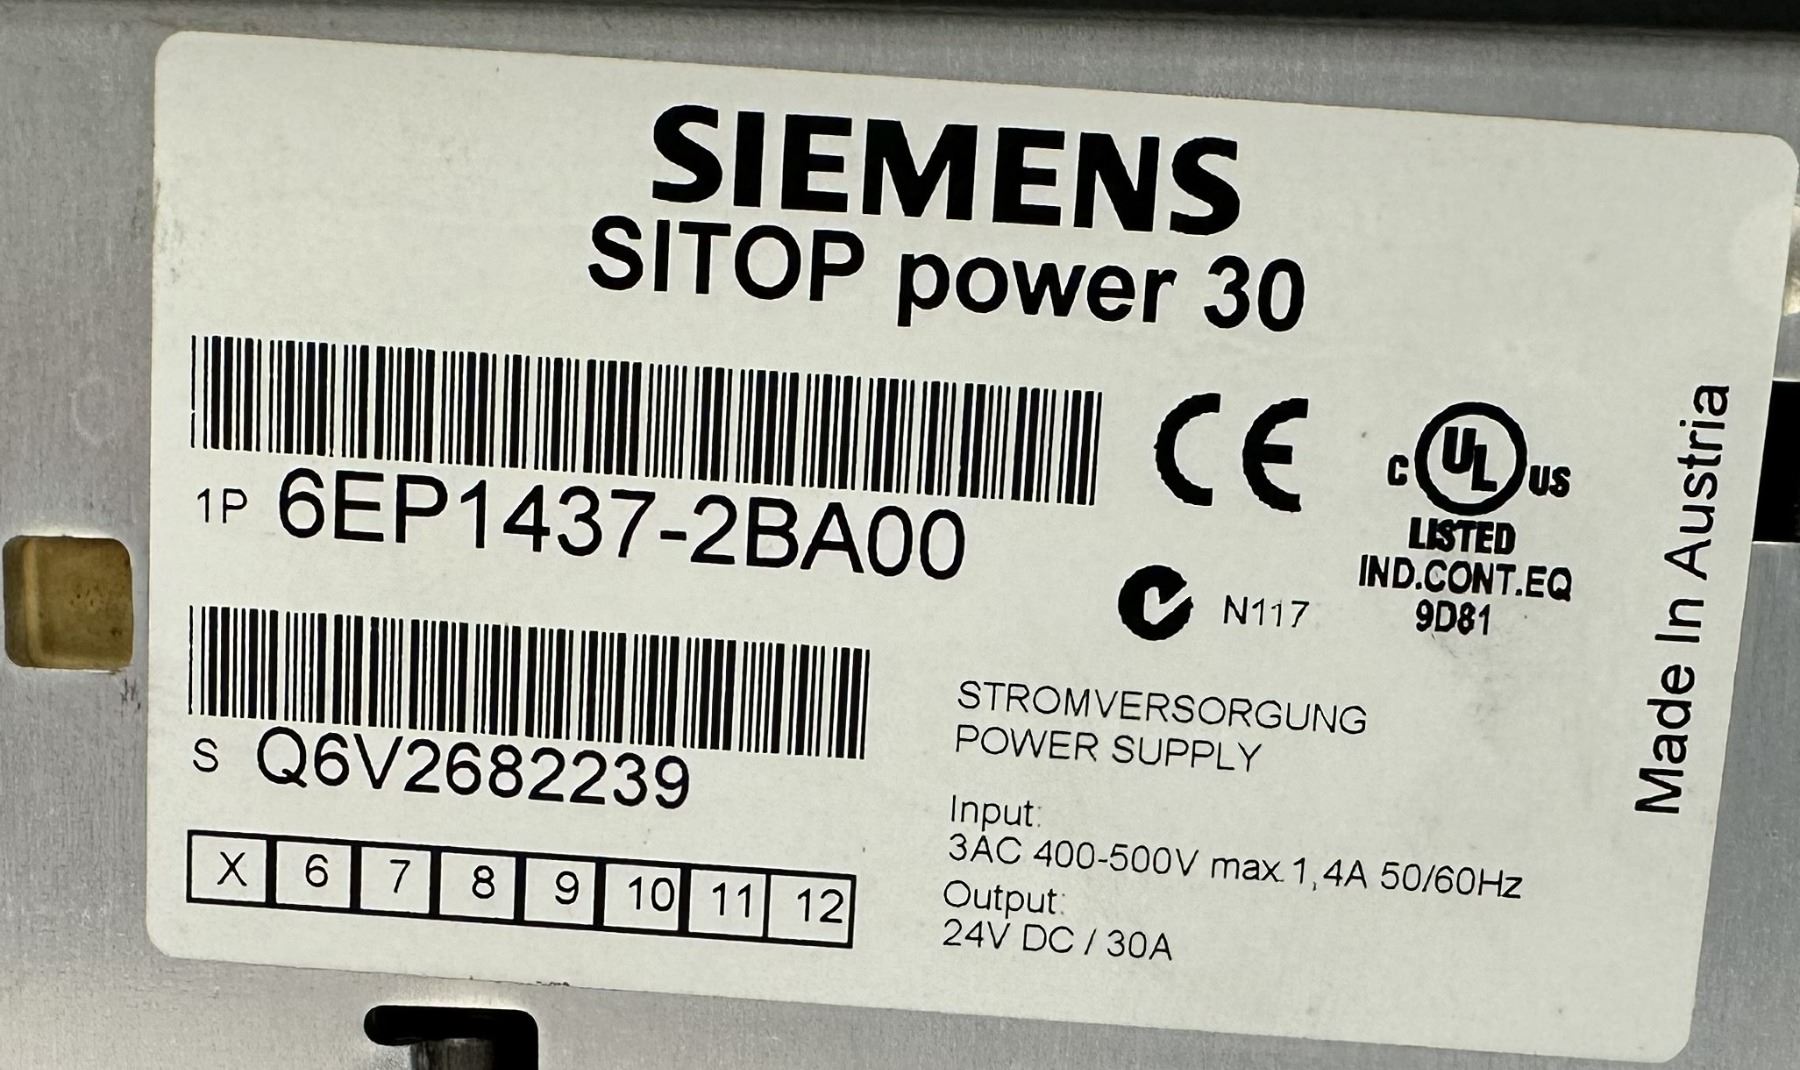 SIEMENS
SITOP power 30
1P 6EP1437-2BA00
S Q6V2682239
X 6 7 8 9 10 11 12
CE
C UL US
LISTED
IND.CONT.EQ
9D81
N117
STROMVERSORGUNG
POWER SUPPLY
Input:
3AC 400-500V max.1,4A 50/60Hz
Output:
24V DC / 30A
Made In Austria